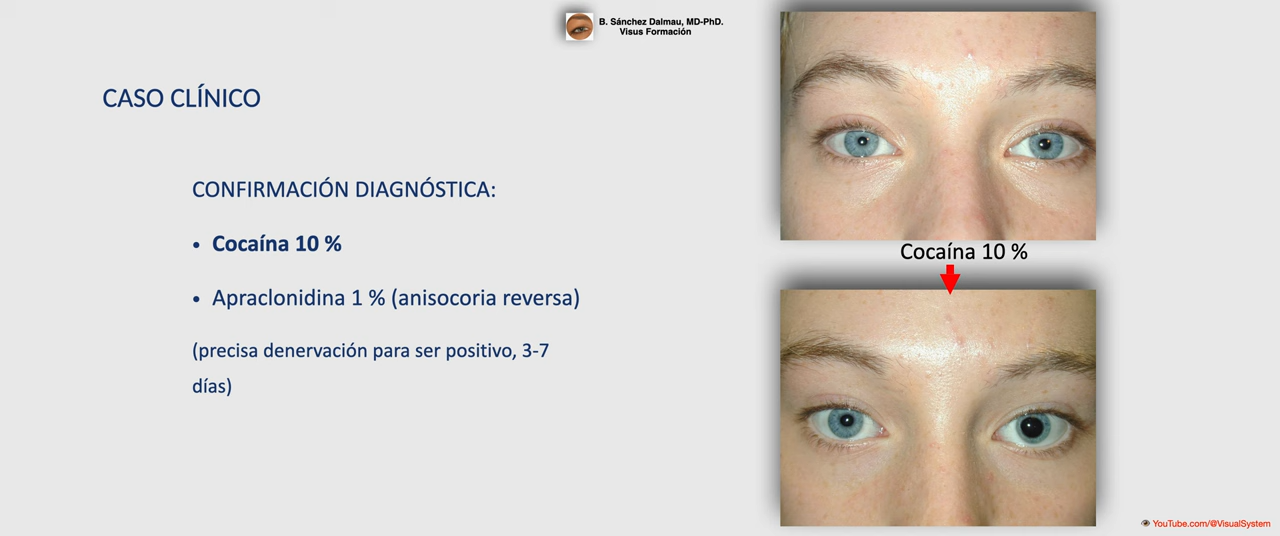 B. Sánchez Dalmau, MD-PhD.
Visus Formación
CASO CLÍNICO
CONFIRMACIÓN DIAGNÓSTICA:
• Cocaína 10 %
• Apraclonidina 1 % (anisocoria reversa)
(precisa denervación para ser positivo, 3-7
días)
Cocaína 10 %
YouTube.com/@VisualSystem